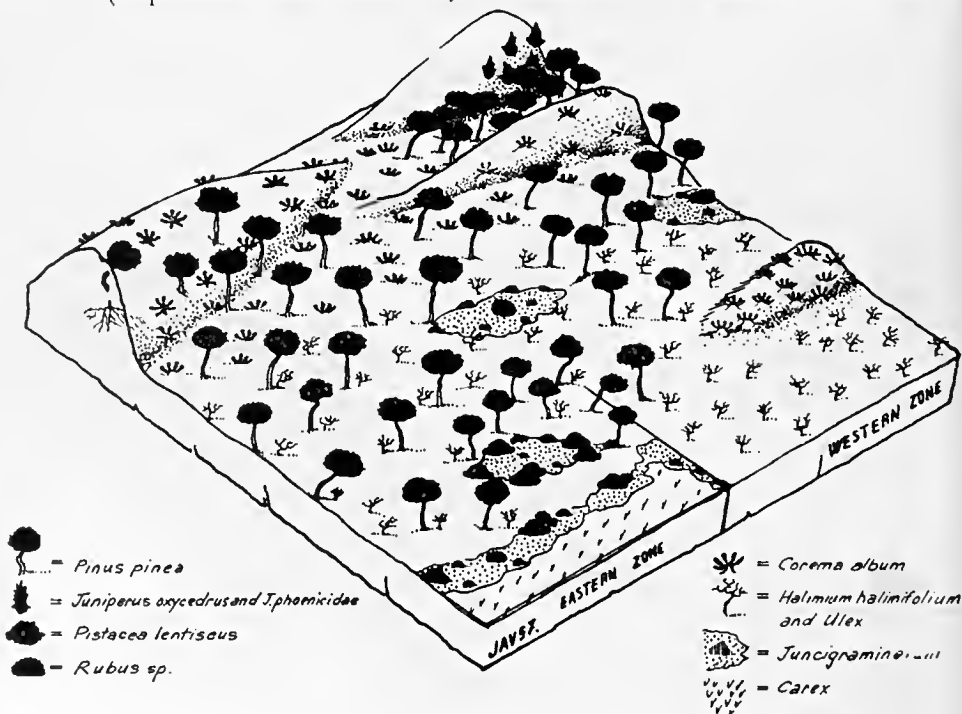 WESTERN ZONE
EASTERN ZONE
JAVSF.
= Pinus pinea
= Juniperus oxycedrus and J. phoenicidae
= Pistacea lentiscus
= Rubus sp.
= Corema album
= Halimium halimifolium
and Ulex
= Carex